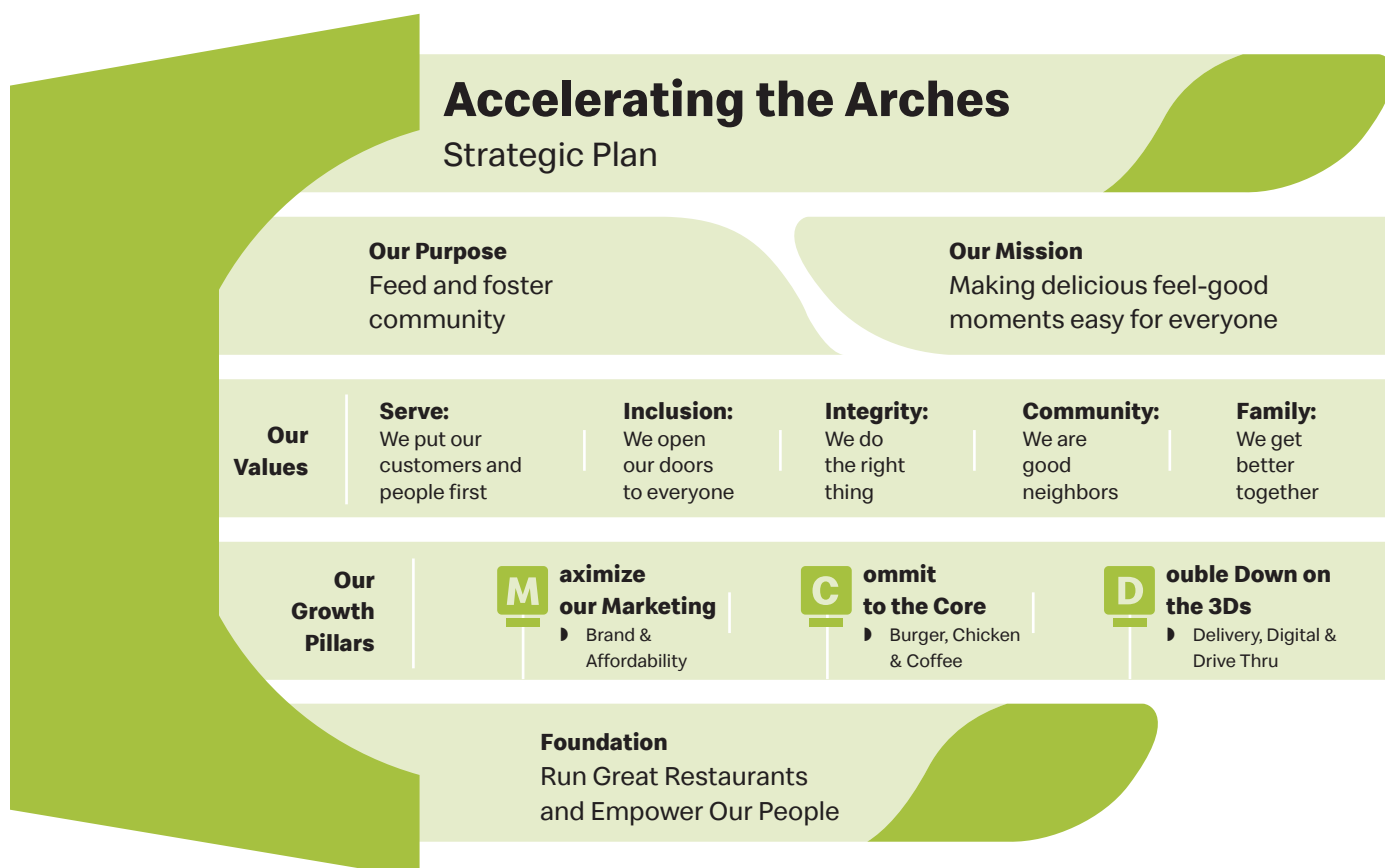 Accelerating the Arches
Strategic Plan
Our Purpose
Feed and foster
community
Our Mission
Making delicious feel-good
moments easy for everyone
Our
Values
Serve:
We put our
customers and
people first
Inclusion:
We open
our doors
to everyone
Integrity:
We do
the right
thing
Community:
We are
good
neighbors
Family:
We get
better
together
Our
Growth
Pillars
Maximize
our Marketing
Brand &
Affordability
Commit
to the Core
Burger, Chicken
& Coffee
Double Down on
the 3Ds
Delivery, Digital &
Drive Thru
Foundation
Run Great Restaurants
and Empower Our People